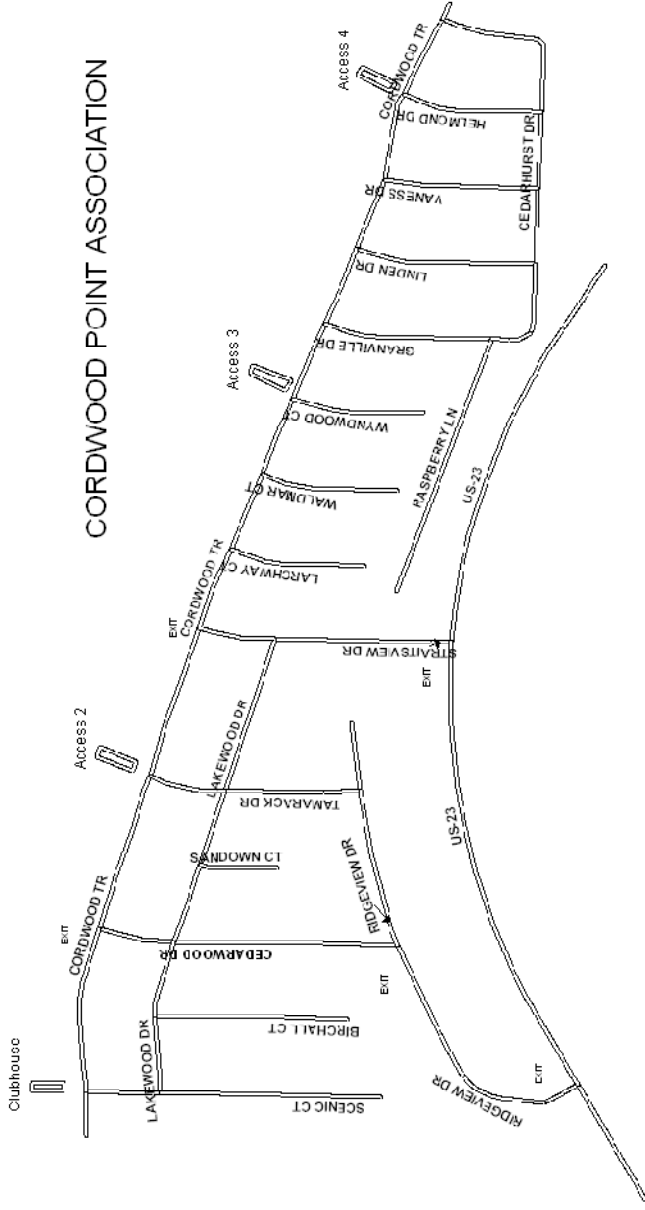 CORDWOOD POINT ASSOCIATION
Clubhouse
Access 2
Access 3
Access 4
EXIT
CORDWOOD TR
EXIT
CORDWOOD TR
CORDWOOD TR
LAKEWOOD DR
LAKEWOOD DR
SCENIC CT
BIRCHALL CT
CEDARWOOD DR
SANDOWN CT
TAMARACK DR
STRAITSVIEW DR
LARCHWAY CT
WALDMAR CT
WYNDWOOD CT
GRANVILLE DR
LINDEN DR
VANESS DR
HELMOND DR
CEDARHURST DR
RASPBERRY LN
RIDGEVIEW DR
EXIT
RIDGEVIEW DR
EXIT
EXIT
US-23
US-23